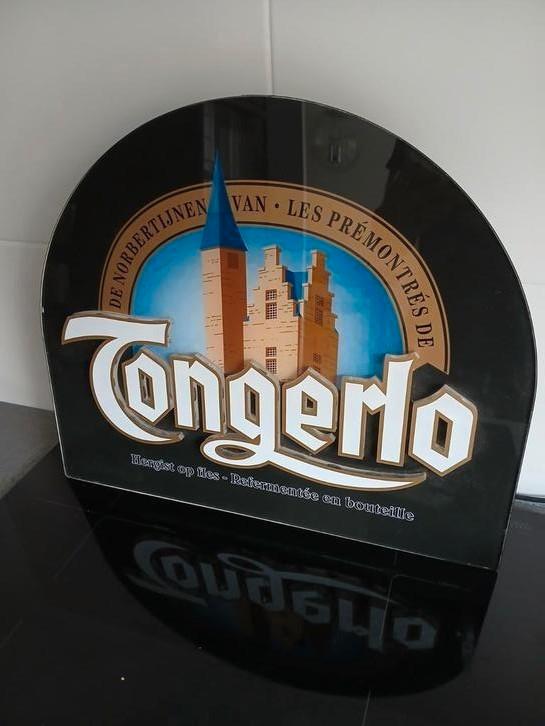 DE NORBERTIJNEN VAN • LES PRÉMONTRÉS DE
Tongerlo
Hergist op fles - Refermentée en bouteille